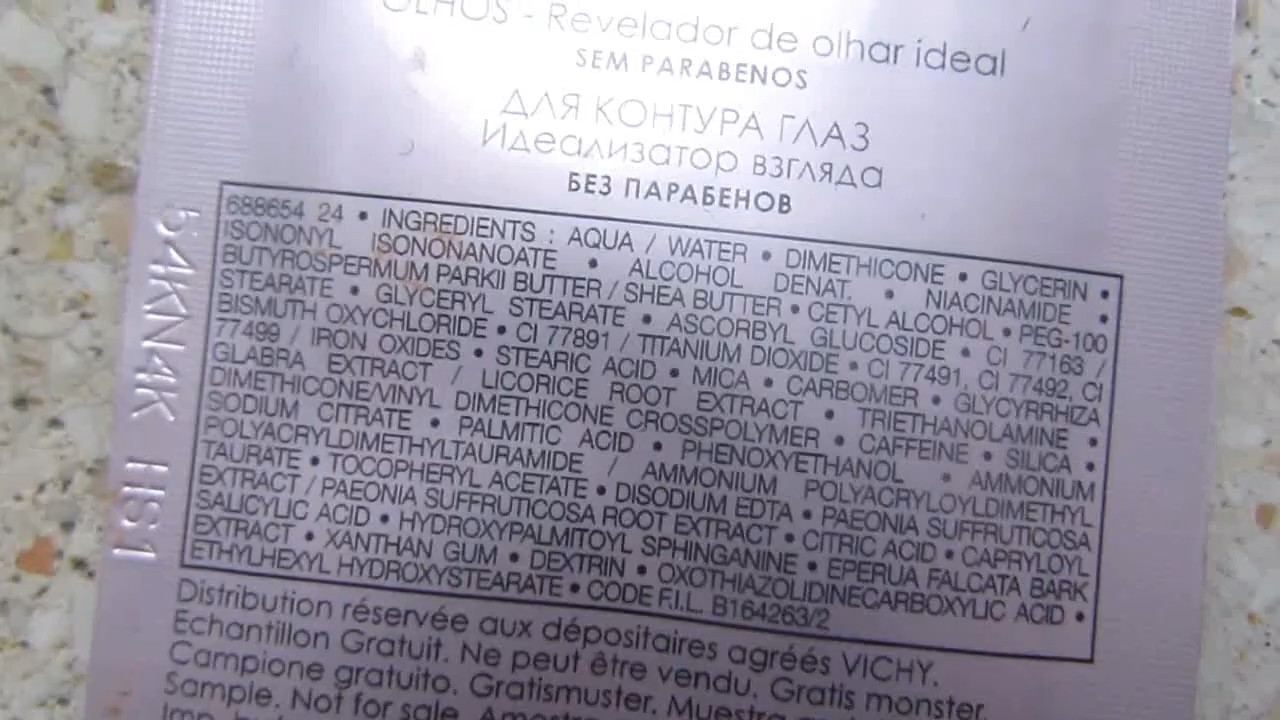 OLHOS - Revelador de olhar ideal
SEM PARABENOS
ДЛЯ КОНТУРА ГЛАЗ
Идеализатор взгляда
БЕЗ ПАРАБЕНОВ
688654 24 • INGREDIENTS : AQUA / WATER • DIMETHICONE • GLYCERIN •
ISONONYL ISONONANOATE • ALCOHOL DENAT. • NIACINAMIDE •
BUTYROSPERMUM PARKII BUTTER / SHEA BUTTER • CETYL ALCOHOL • PEG-100
STEARATE • GLYCERYL STEARATE • ASCORBYL GLUCOSIDE • CI 77163 /
BISMUTH OXYCHLORIDE • CI 77891 / TITANIUM DIOXIDE • CI 77491, CI 77492, CI
77499 / IRON OXIDES • STEARIC ACID • MICA • CARBOMER • GLYCYRRHIZA
GLABRA EXTRACT / LICORICE ROOT EXTRACT • TRIETHANOLAMINE •
DIMETHICONE/VINYL DIMETHICONE CROSSPOLYMER • CAFFEINE • SILICA •
SODIUM CITRATE • PALMITIC ACID • PHENOXYETHANOL • AMMONIUM
POLYACRYLDIMETHYLTAURAMIDE / AMMONIUM POLYACRYLOYLDIMETHYL
TAURATE • TOCOPHERYL ACETATE • DISODIUM EDTA • PAEONIA SUFFRUTICOSA
EXTRACT / PAEONIA SUFFRUTICOSA ROOT EXTRACT • CITRIC ACID • CAPRYLOYL
SALICYLIC ACID • HYDROXYPALMITOYL SPHINGANINE • EPERUA FALCATA BARK
EXTRACT • XANTHAN GUM • DEXTRIN • OXOTHIAZOLIDINECARBOXYLIC ACID •
ETHYLHEXYL HYDROXYSTEARATE • CODE F.I.L. B164263/2
Distribution réservée aux dépositaires agréés VICHY.
Echantillon Gratuit. Ne peut être vendu. Gratis monster.
Campione gratuito. Gratismuster. Muestra
Sample. Not for sale.
54KN4K HS1